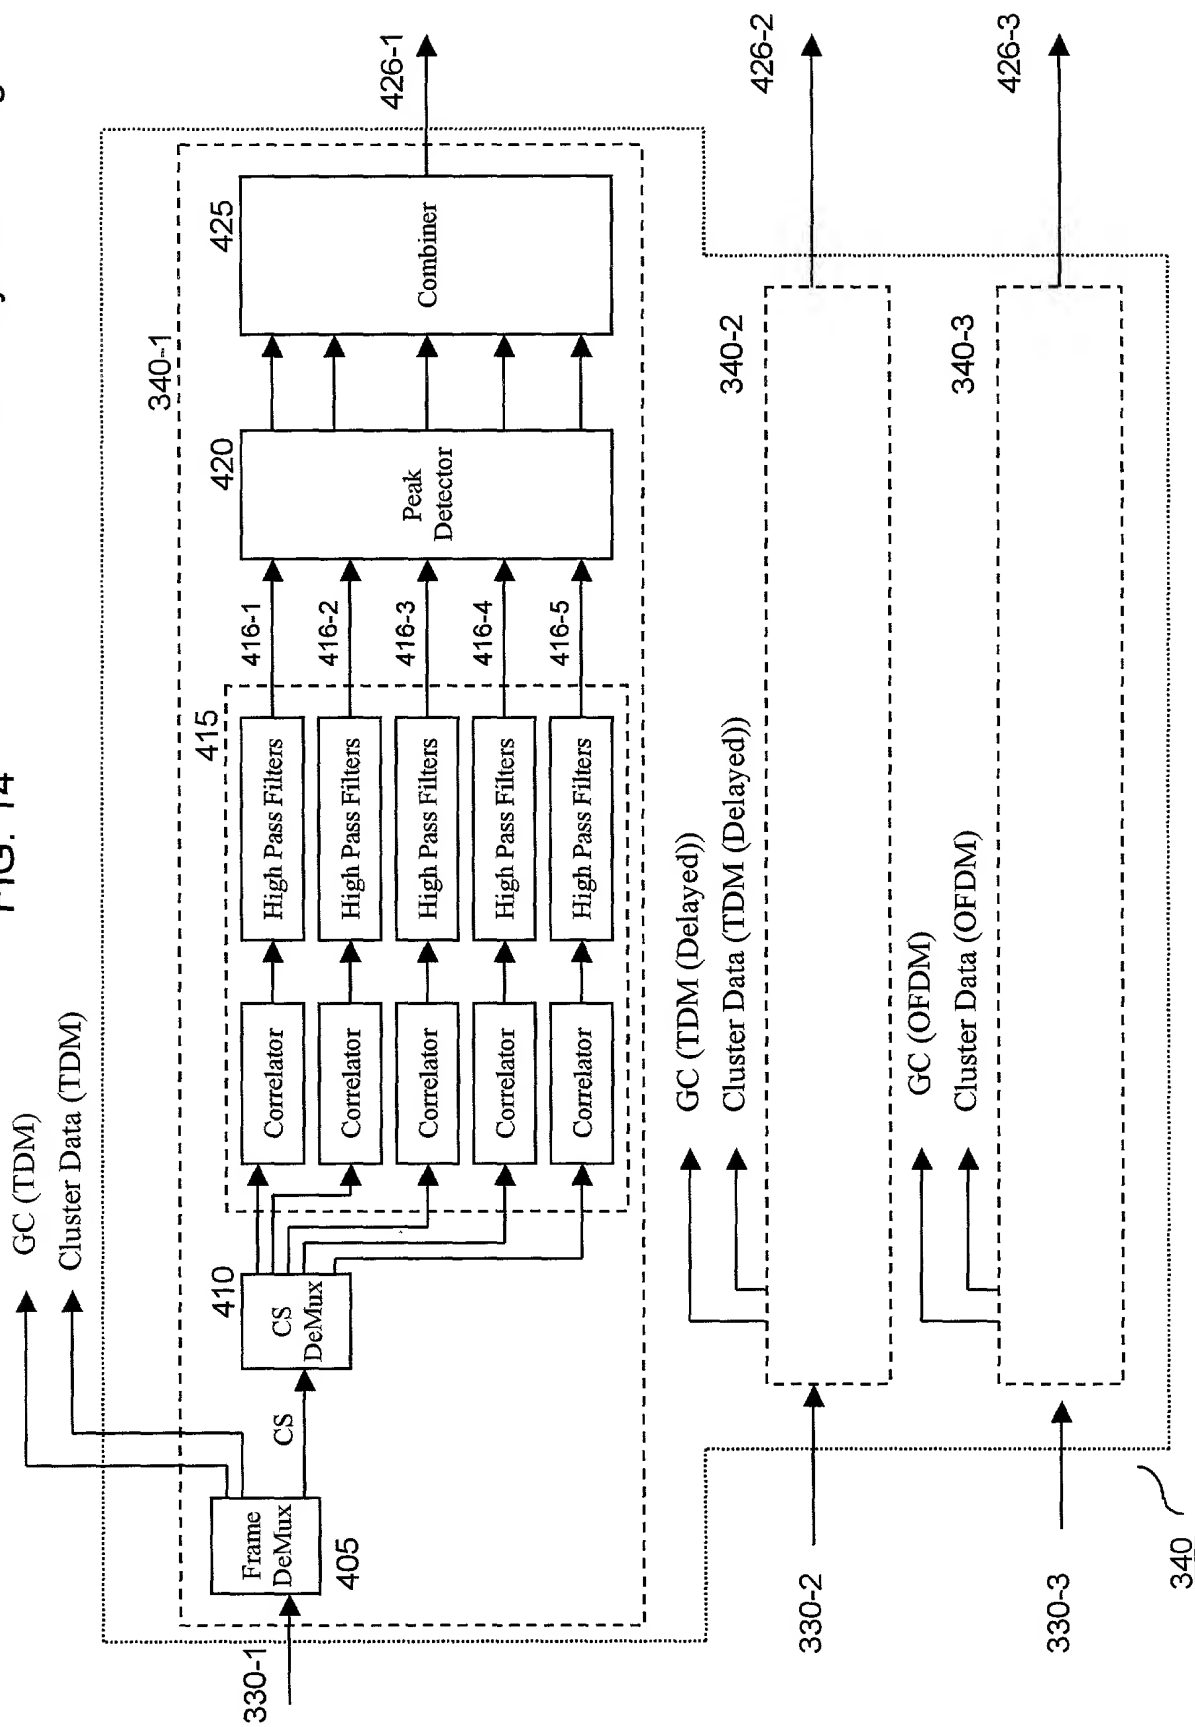 FIG. 14
GC (TDM)
Cluster Data (TDM)
340-1
330-1
Frame
DeMux
405
CS
410
CS
DeMux
415
Correlator
High Pass Filters
416-1
Correlator
High Pass Filters
416-2
Correlator
High Pass Filters
416-3
Correlator
High Pass Filters
416-4
Correlator
High Pass Filters
416-5
420
Peak
Detector
425
Combiner
426-1
GC (TDM (Delayed))
Cluster Data (TDM (Delayed))
340-2
330-2
426-2
GC (OFDM)
Cluster Data (OFDM)
340-3
330-3
426-3
340